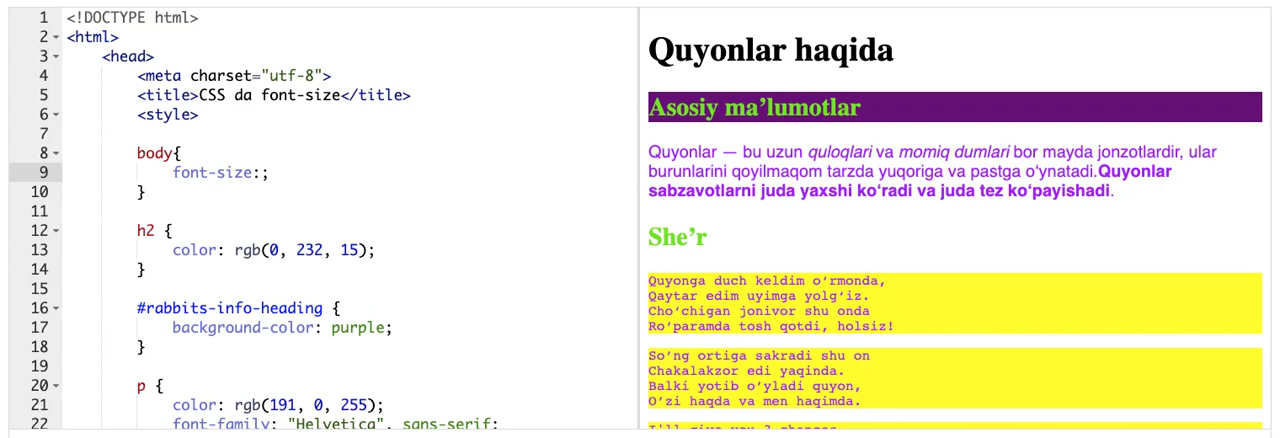 1 <!DOCTYPE html>
2 <html>
3 <head>
4 <meta charset="utf-8">
5 <title>CSS da font-size</title>
6 <style>
7
8 body{
9 font-size:;
10 }
11
12 h2 {
13 color: rgb(0, 232, 15);
14 }
15
16 #rabbits-info-heading {
17 background-color: purple;
18 }
19
20 p {
21 color: rgb(191, 0, 255);
22 font-family: "Helvetica", sans-serif;
Quyonlar haqida
Asosiy ma’lumotlar
Quyonlar — bu uzun quloqlari va momiq dumlari bor mayda jonzotlardir, ular
burunlarini qoyilmaqom tarzda yuqoriga va pastga o‘ynatadi.Quyonlar
sabzavotlarni juda yaxshi ko‘radi va juda tez ko‘payishadi.
She’r
Quyonga duch keldim o‘rmonda,
Qaytar edim uyimga yolg‘iz.
Cho‘chigan jonivor shu onda
Ro‘paramda tosh qotdi, holsiz!
So’ng ortiga sakradi shu on
Chakalakzor edi yaqinda.
Balki yotib o’yladi quyon,
O’zi haqda va men haqimda.